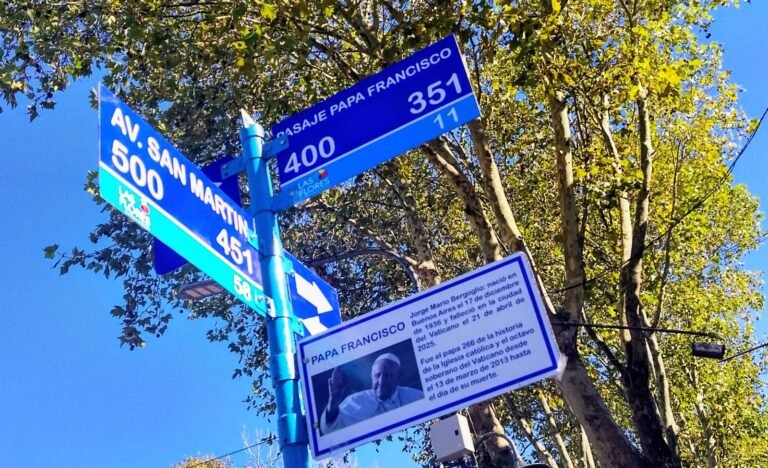 PASAJE PAPA FRANCISCO
400 351
11
LAS FLORES
AV. SAN MARTIN
500 451
58
PAPA FRANCISCO
Jorge Mario Bergoglio: nació en
Buenos Aires el 17 de diciembre
de 1936 y falleció en la ciudad
del Vaticano el 21 de abril de
2025.
Fue el papa 266 de la historia
de la iglesia católica y el octavo
soberano del Vaticano desde
el 13 de marzo de 2013 hasta
el día de su muerte.